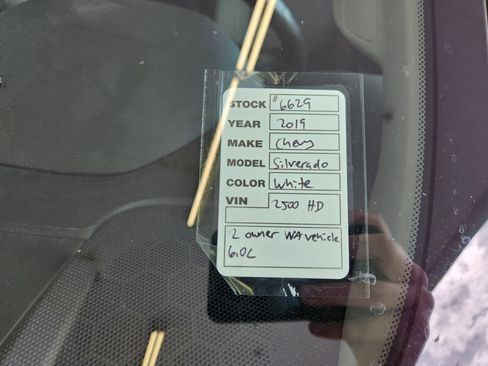 STOCK #6629
YEAR 2019
MAKE Chevy
MODEL Silverado
COLOR White
VIN 2500 HD
2 owner WA vehicle
6.0L